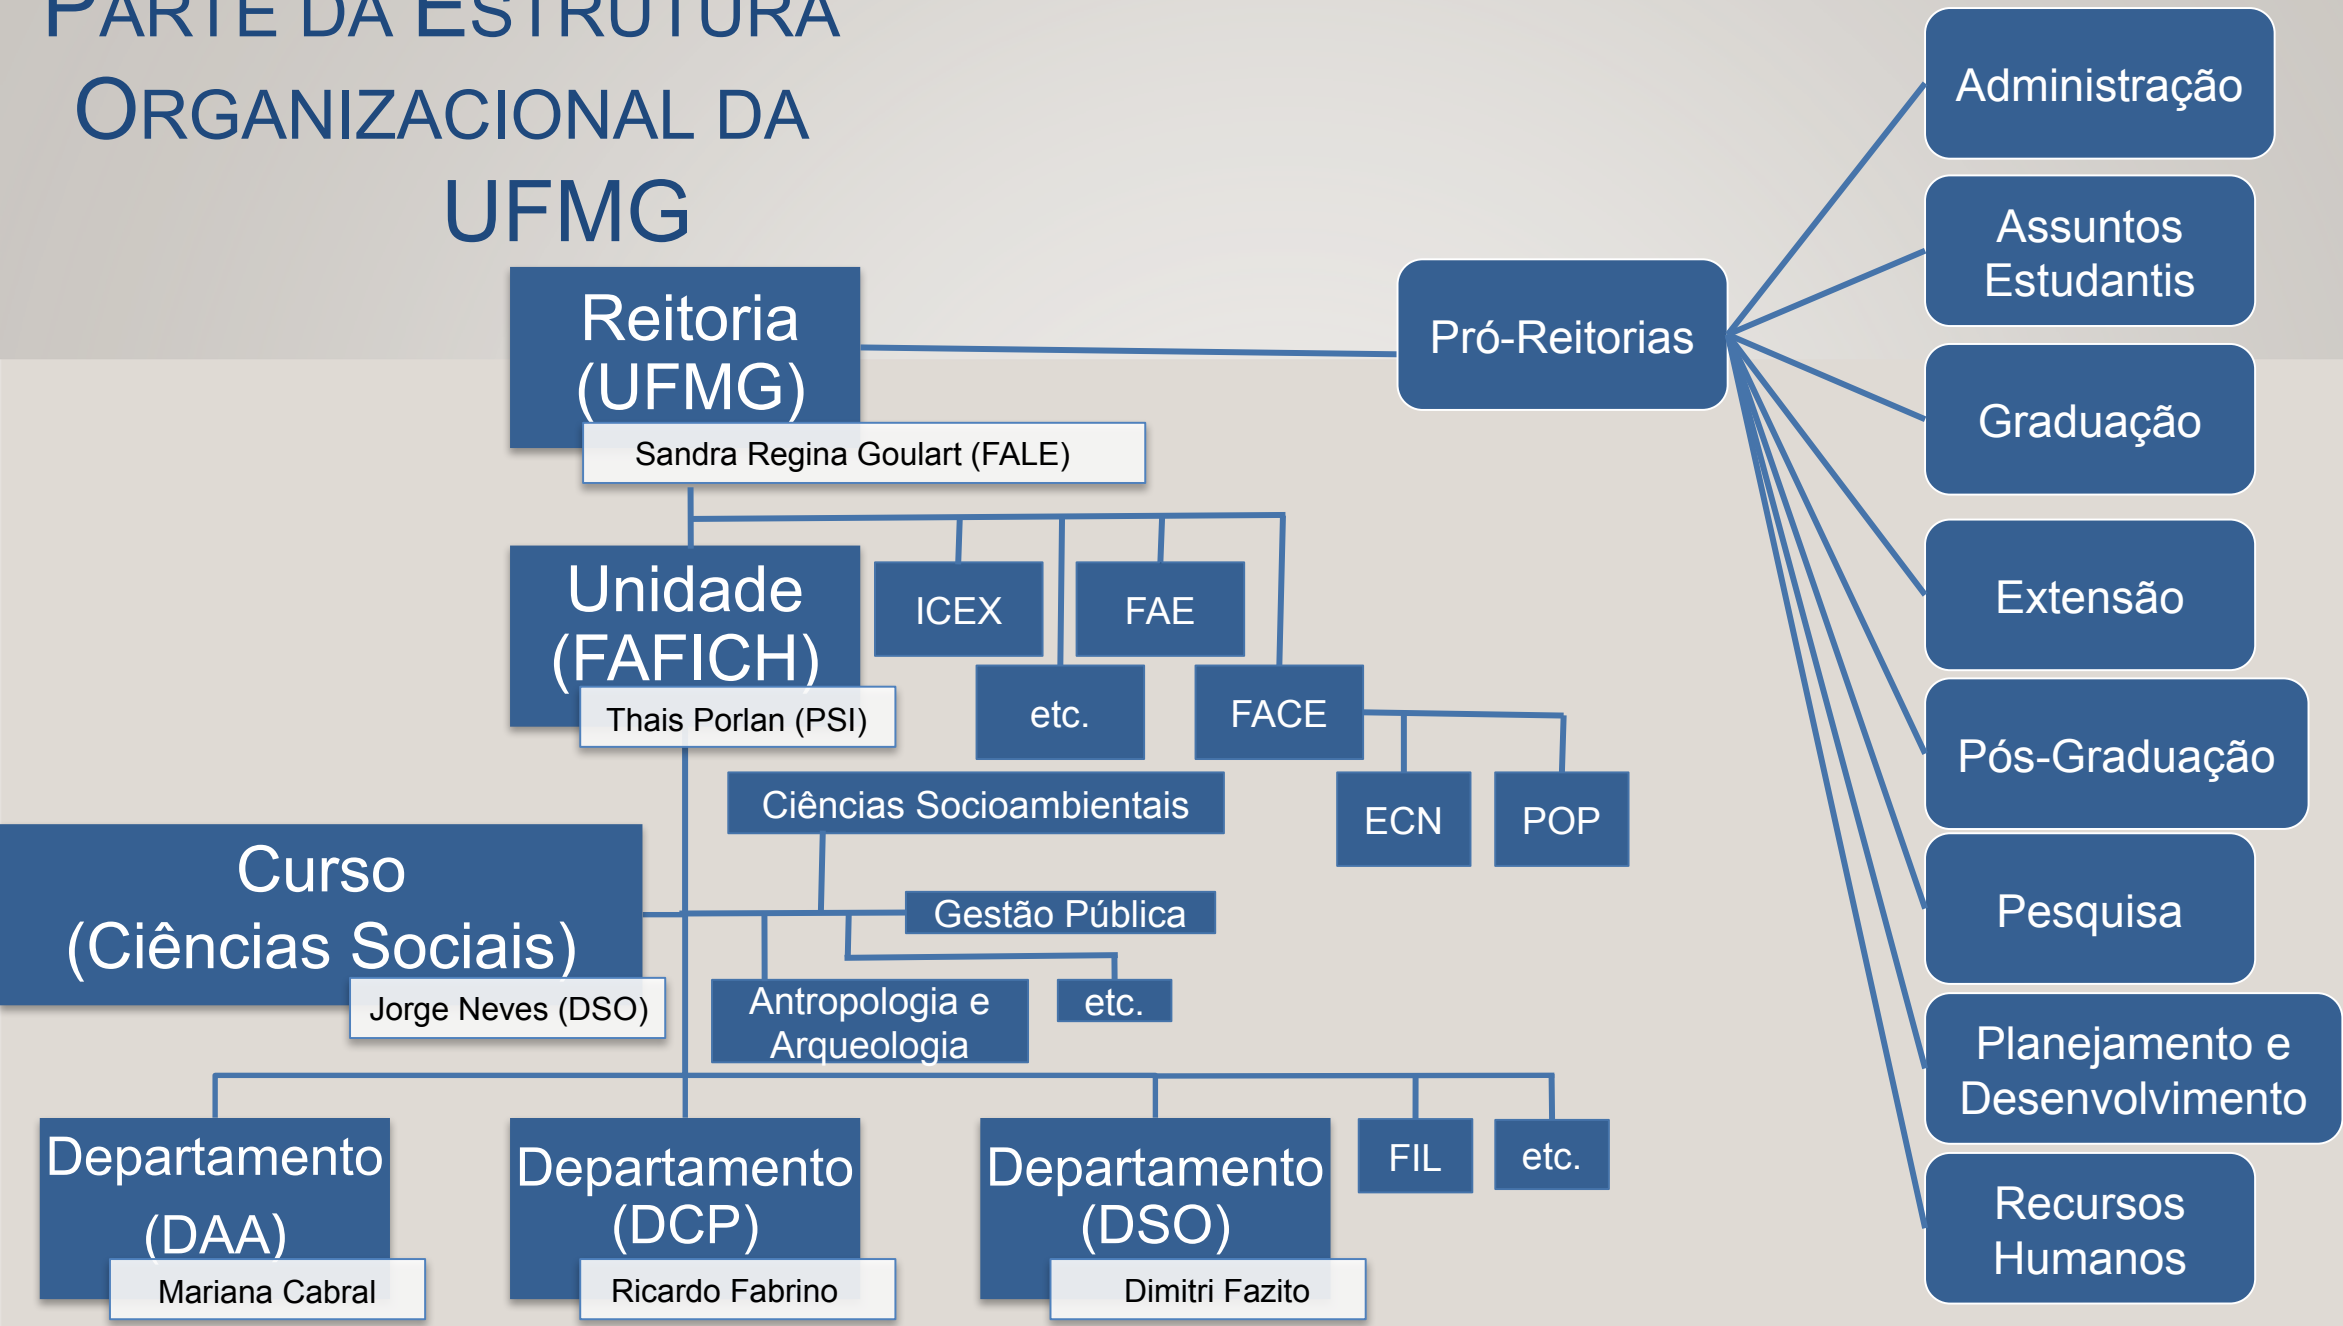 PARTE DA ESTRUTURA
ORGANIZACIONAL DA
UFMG
Reitoria
(UFMG)
Sandra Regina Goulart (FALE)
Pró-Reitorias
Administração
Assuntos
Estudantis
Graduação
Extensão
Pós-Graduação
Pesquisa
Planejamento e
Desenvolvimento
Recursos
Humanos
Unidade
(FAFICH)
Thais Porlan (PSI)
ICEX
FAE
etc.
FACE
ECN
POP
Ciências Socioambientais
Curso
(Ciências Sociais)
Jorge Neves (DSO)
Gestão Pública
Antropologia e
Arqueologia
etc.
Departamento
(DAA)
Mariana Cabral
Departamento
(DCP)
Ricardo Fabrino
Departamento
(DSO)
Dimitri Fazito
FIL
etc.